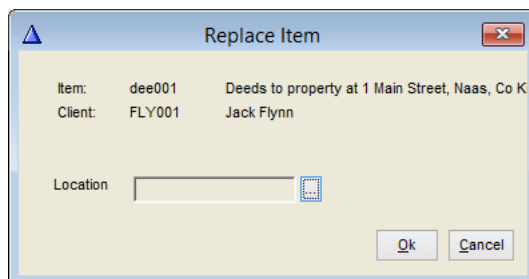 Replace Item
Item: dee001 Deeds to property at 1 Main Street, Naas, Co K
Client: FLY001 Jack Flynn
Location ...
Ok Cancel